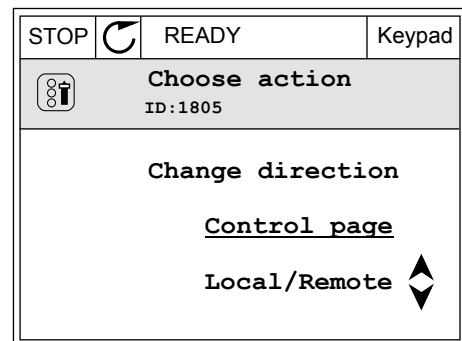 STOP READY Keypad
Choose action
ID:1805
Change direction
Control page
Local/Remote